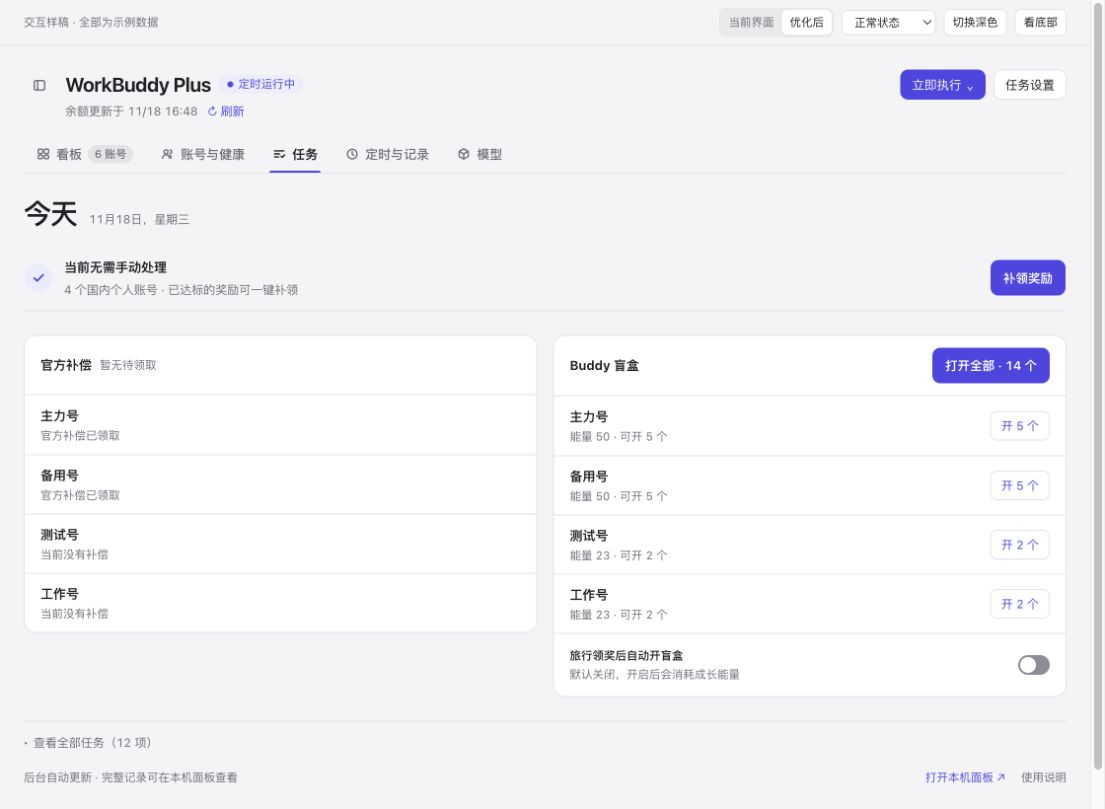 交互样稿 · 全部为示例数据
当前界面 优化后 正常状态 切换深色 看底部
WorkBuddy Plus 定时运行中
立即执行 任务设置
余额更新于 11/18 16:48 刷新
看板 6 账号 账号与健康 任务 定时与记录 模型
今天 11月18日，星期三
当前无需手动处理
4 个国内个人账号 · 已达标的奖励可一键补领
补领奖励
官方补偿 暂无待领取
主力号
官方补偿已领取
备用号
官方补偿已领取
测试号
当前没有补偿
工作号
当前没有补偿
Buddy 盲盒
打开全部 · 14 个
主力号
能量 50 · 可开 5 个
开 5 个
备用号
能量 50 · 可开 5 个
开 5 个
测试号
能量 23 · 可开 2 个
开 2 个
工作号
能量 23 · 可开 2 个
开 2 个
旅行领奖后自动开盲盒
默认关闭，开启后会消耗成长能量
查看全部任务（12 项）
后台自动更新 · 完整记录可在本机面板查看
打开本机面板 ↗ 使用说明